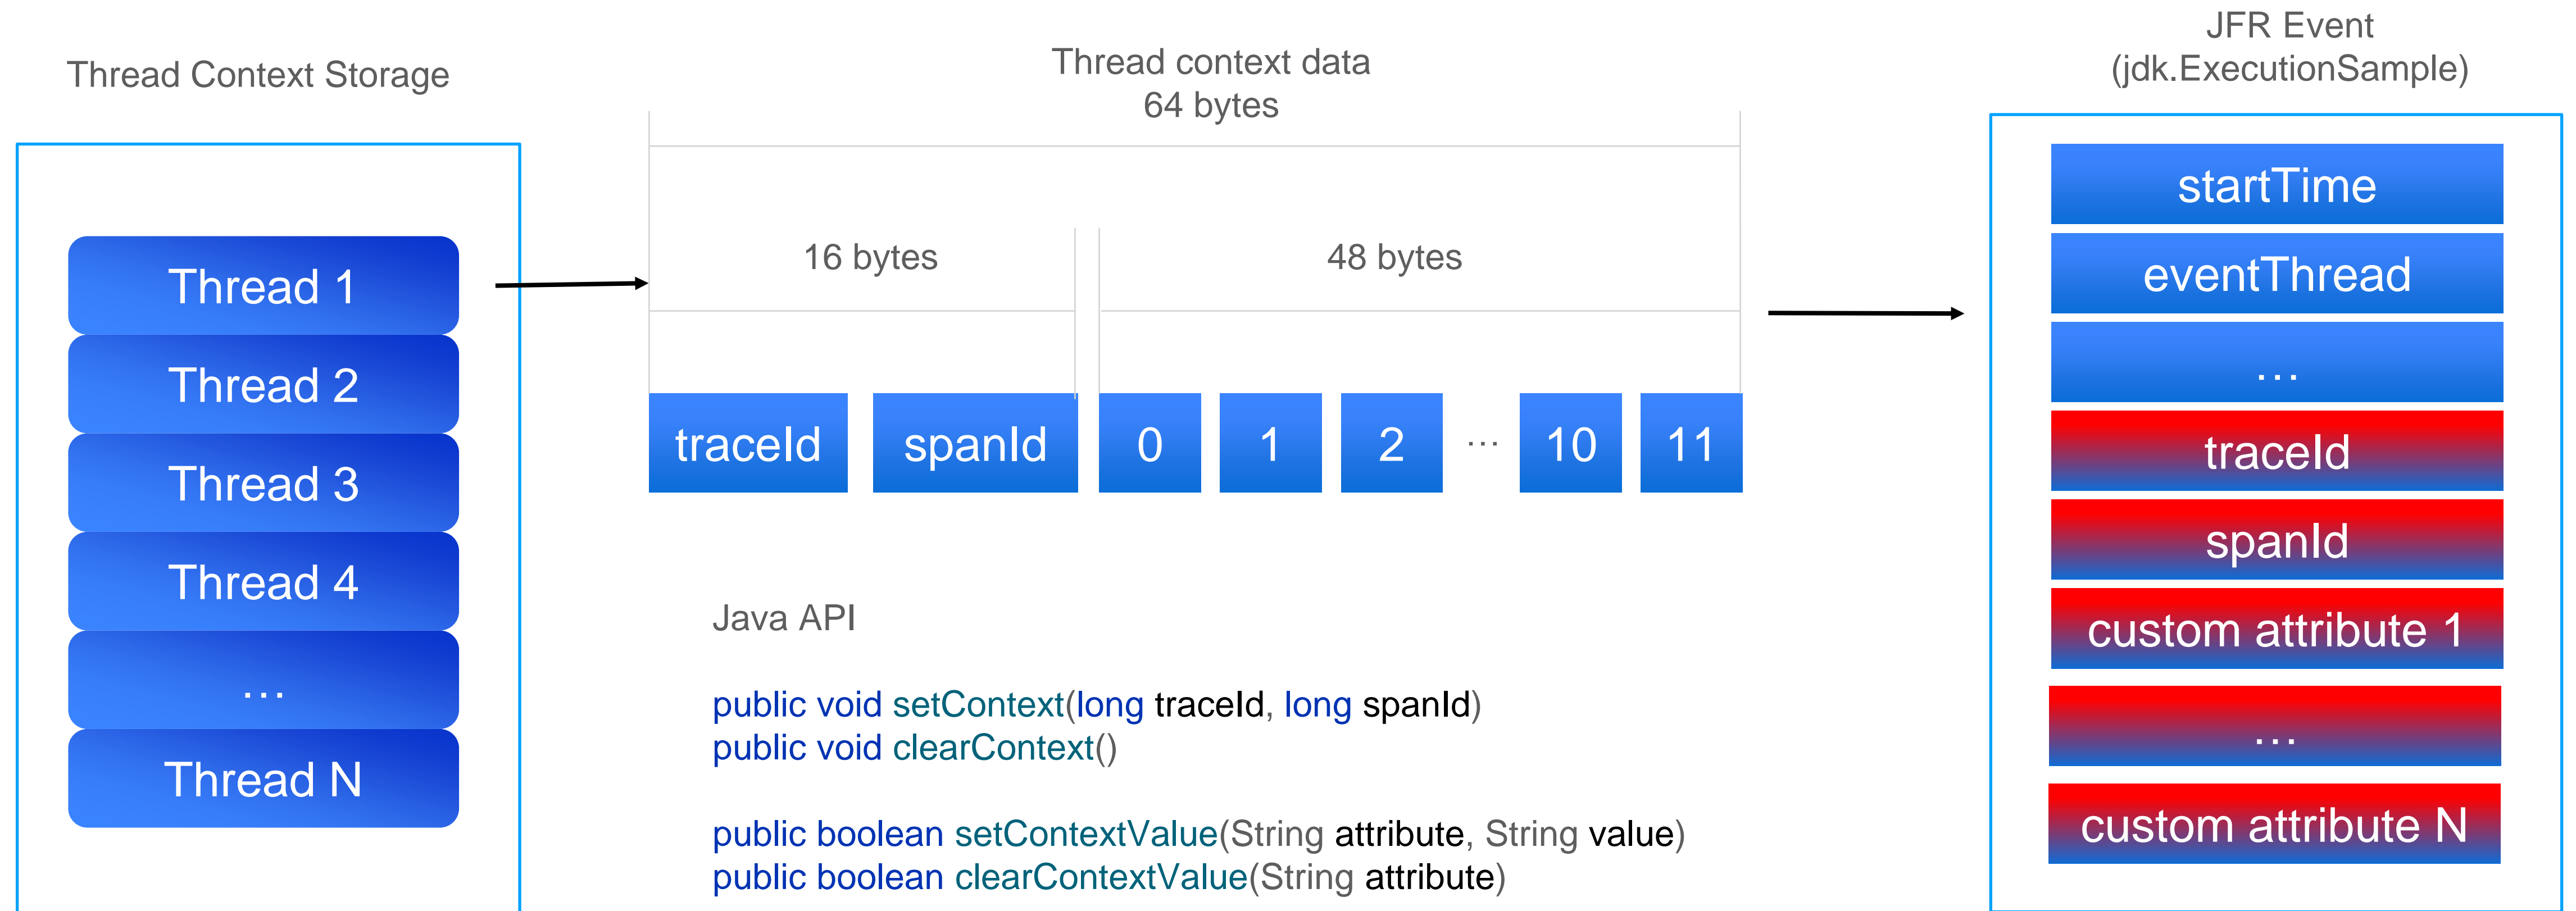 Thread Context Storage
Thread 1
Thread 2
Thread 3
Thread 4
...
Thread N
Thread context data
64 bytes
16 bytes
48 bytes
traceId
spanId
0
1
2
...
10
11
Java API
public void setContext(long traceId, long spanId)
public void clearContext()
public boolean setContextValue(String attribute, String value)
public boolean clearContextValue(String attribute)
JFR Event
(jdk.ExecutionSample)
startTime
eventThread
...
traceId
spanId
custom attribute 1
...
custom attribute N